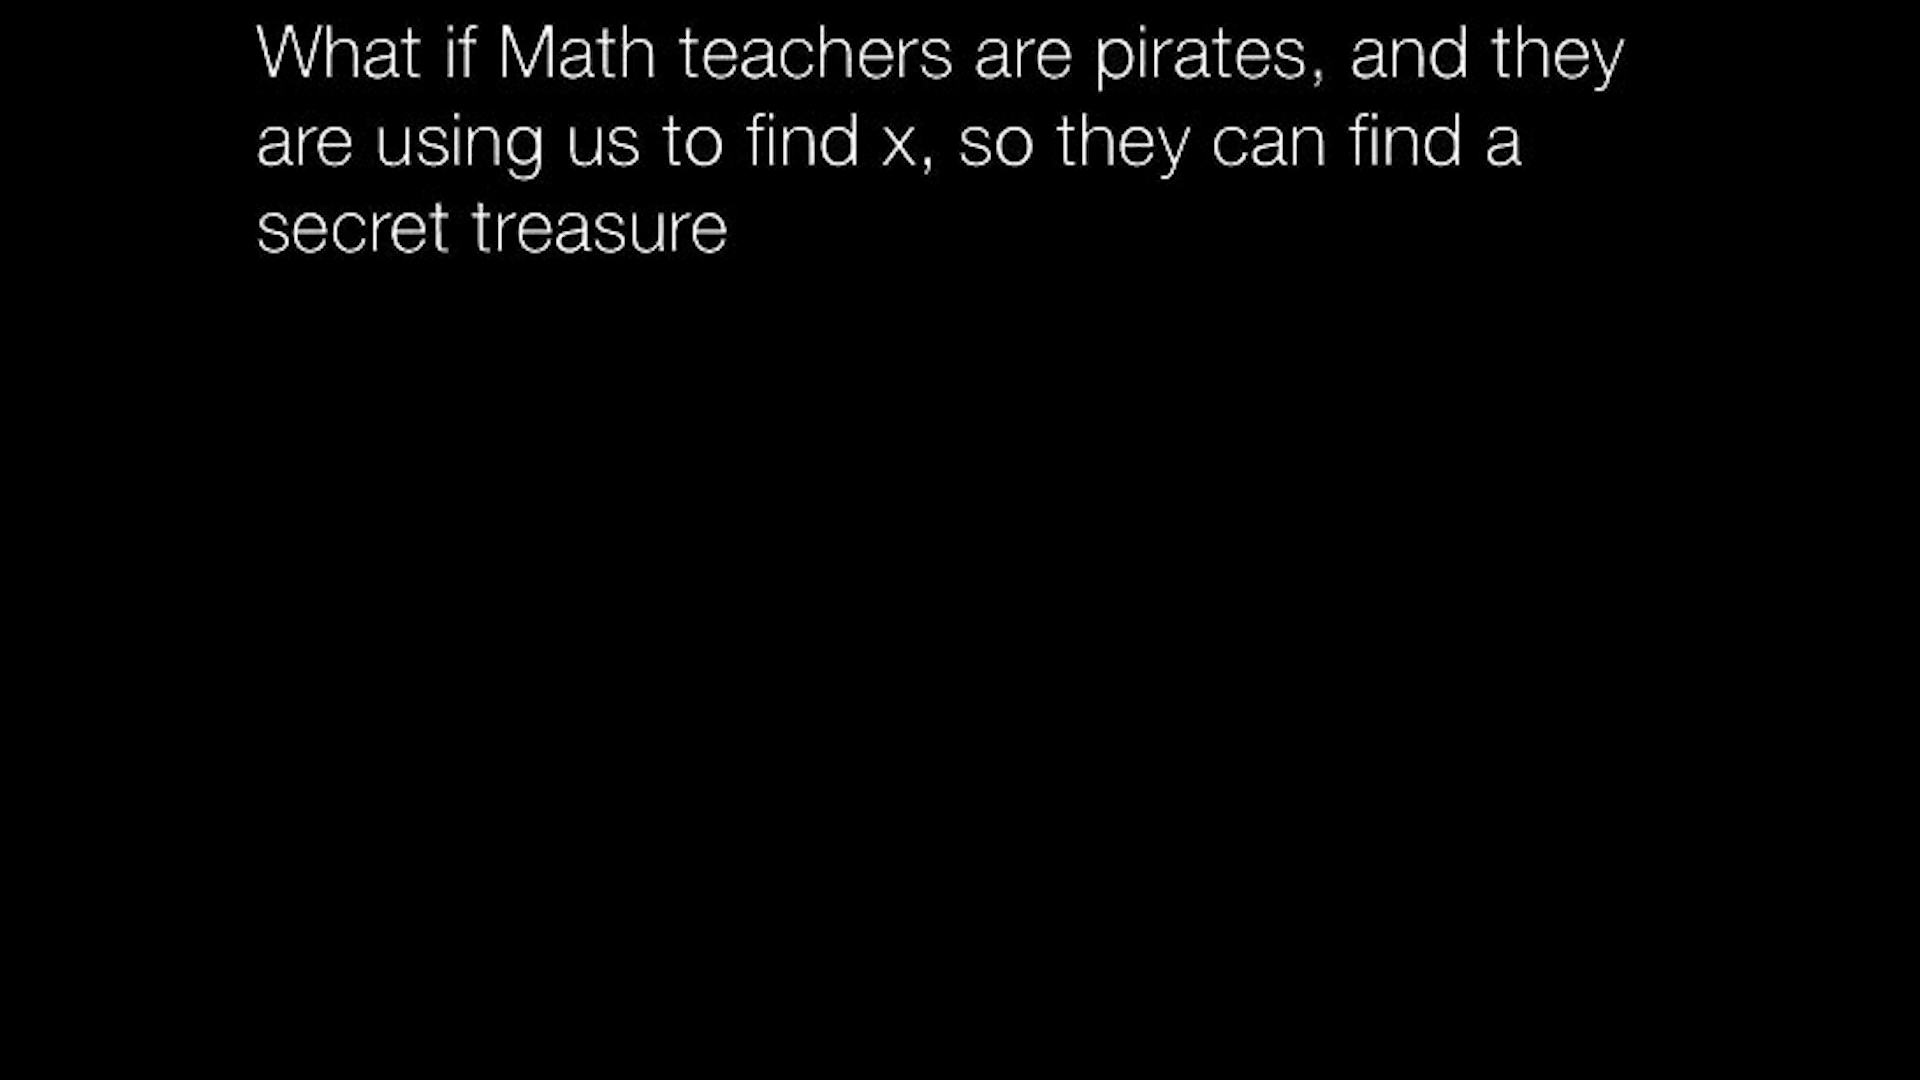 What if Math teachers are pirates, and they
are using us to find x, so they can find a
secret treasure